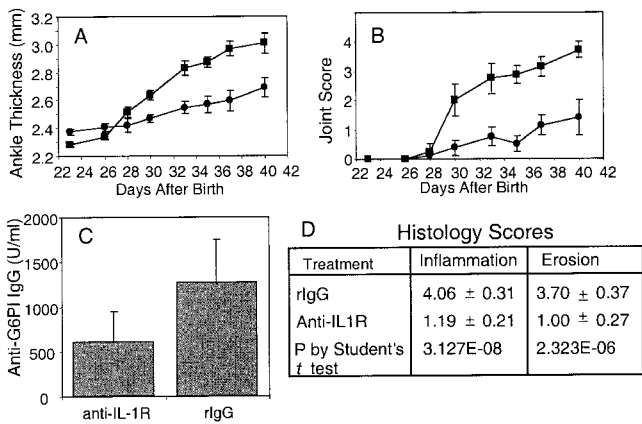 A
Ankle Thickness (mm)
3.2
3.0
2.8
2.6
2.4
2.2
22 24 26 28 30 32 34 36 38 40 42
Days After Birth
B
Joint Score
4
3
2
1
0
22 24 26 28 30 32 34 36 38 40 42
Days After Birth
C
Anti-G6PI IgG (U/ml)
2000
1500
1000
500
0
anti-IL-1R rIgG
D Histology Scores
Treatment Inflammation Erosion
rIgG 4.06 ± 0.31 3.70 ± 0.37
Anti-IL1R 1.19 ± 0.21 1.00 ± 0.27
P by Student's 3.127E-08 2.323E-06
t test